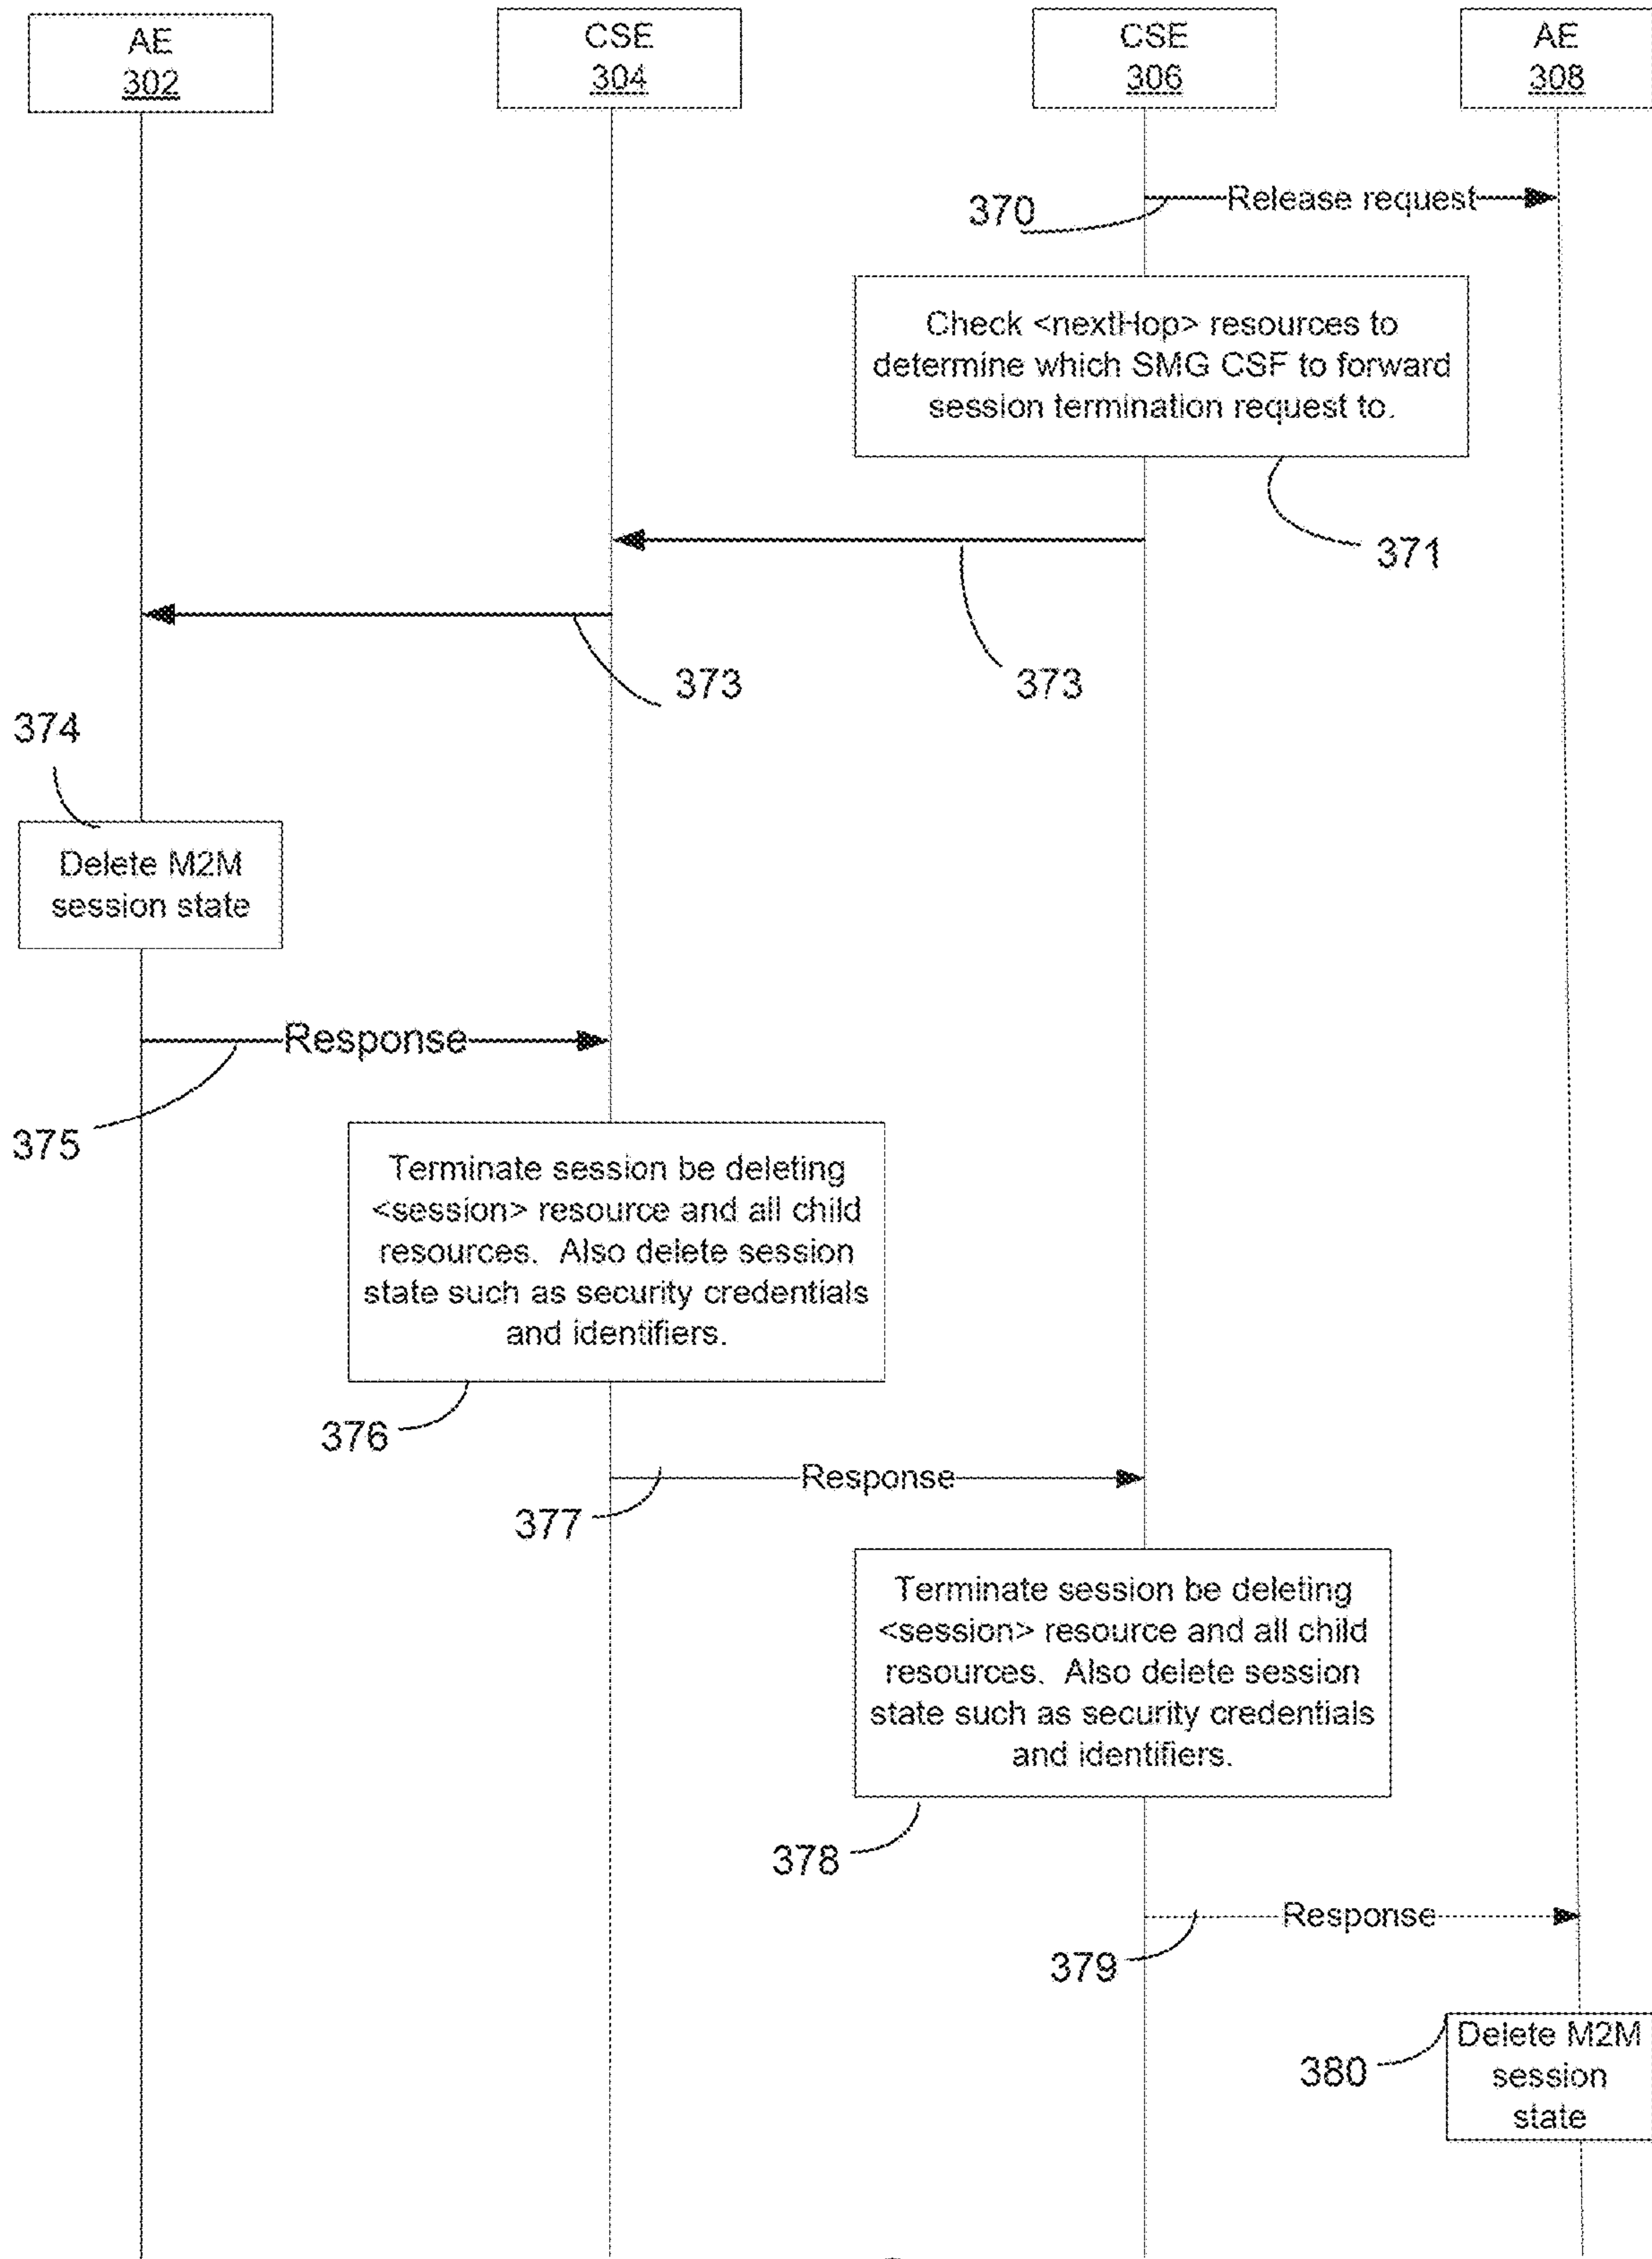 AE
302
CSE
304
CSE
306
AE
308
370
Release request
Check <nextHop> resources to
determine which SMG CSF to forward
session termination request to.
371
373
373
374
Delete M2M
session state
Response
375
Terminate session be deleting
<session> resource and all child
resources. Also delete session
state such as security credentials
and identifiers.
376
Response
377
Terminate session be deleting
<session> resource and all child
resources. Also delete session
state such as security credentials
and identifiers.
378
Response
379
Delete M2M
session
state
380